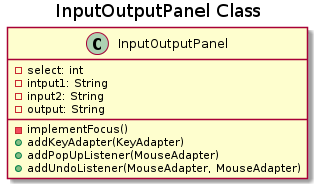 InputOutputPanel Class
C InputOutputPanel
select: int
intput1: String
input2: String
output: String
implementFocus()
addKeyAdapter(KeyAdapter)
addPopUpListener(MouseAdapter)
addUndoListener(MouseAdapter, MouseAdapter)